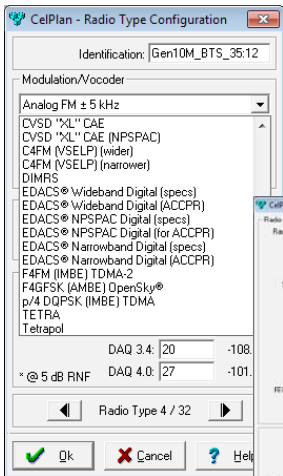 CelPlan - Radio Type Configuration
Identification: Gen10M_BTS_35:12
Modulation/Vocoder
Analog FM ± 5 kHz
CVSD "XL" CAE
CVSD "XL" CAE (NPSPAC)
C4FM (VSELP) (wider)
C4FM (VSELP) (narrower)
DIMRS
EDACS® Wideband Digital (specs)
EDACS® Wideband Digital (ACCPR)
EDACS® NPSPAC Digital (specs)
EDACS® NPSPAC Digital (for ACCPR)
EDACS® Narrowband Digital (specs)
EDACS® Narrowband Digital (ACCPR)
F4FM (IMBE) TDMA-2
F4GFSK (AMBE) OpenSky®
p/4 DQPSK (IMBE) TDMA
TETRA
Tetrapol
DAQ 3.4: 20 -108.
* @ 5 dB RNF DAQ 4.0: 27 -101.
Radio Type 4 / 32
Ok Cancel ? Help